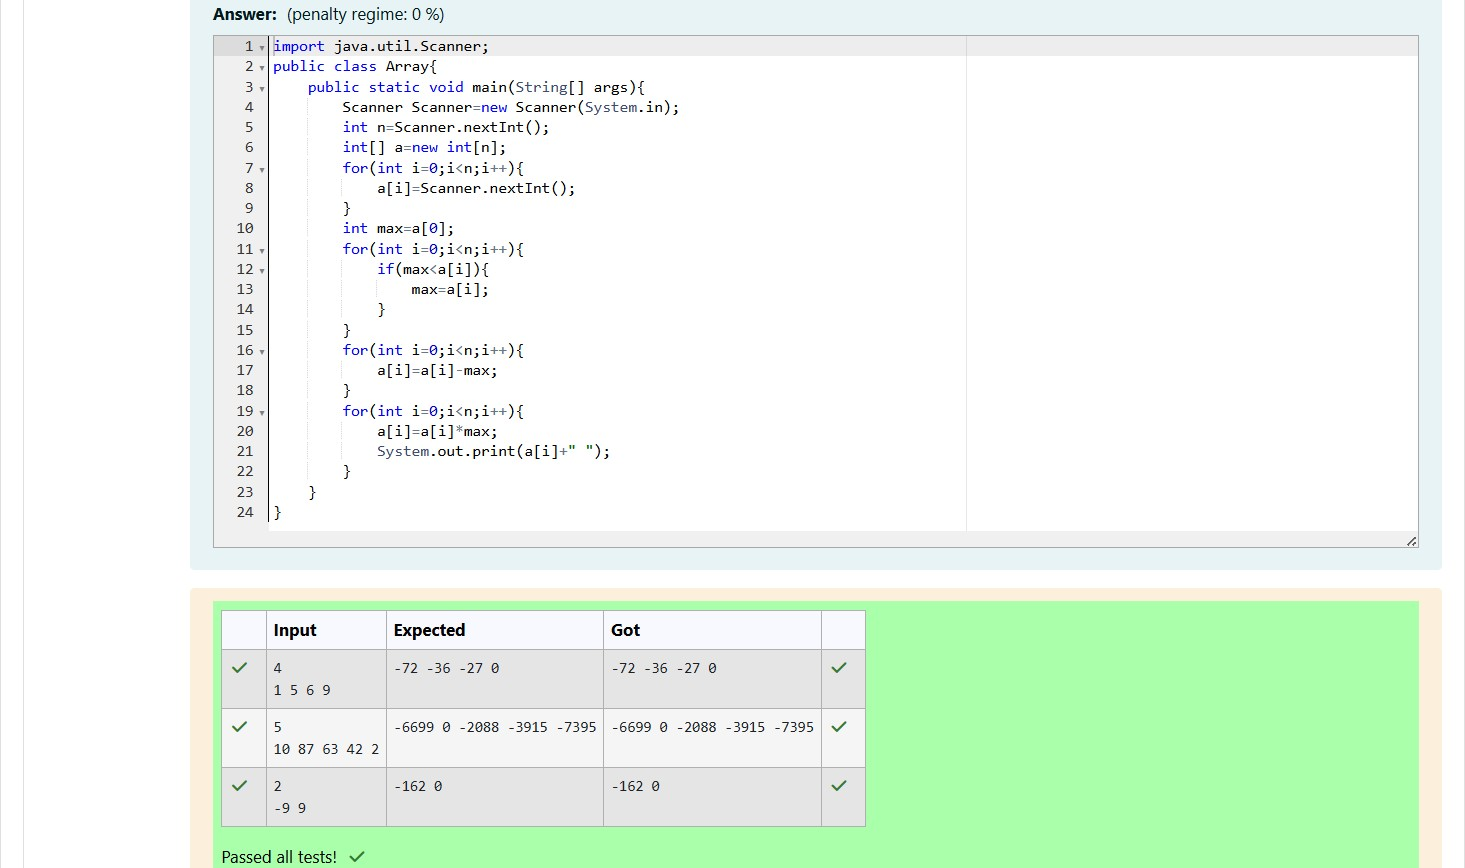 Answer: (penalty regime: 0 %)
1 import java.util.Scanner;
2 public class Array{
3 public static void main(String[] args){
4 Scanner Scanner=new Scanner(System.in);
5 int n=Scanner.nextInt();
6 int[] a=new int[n];
7 for(int i=0;i<n;i++){
8 a[i]=Scanner.nextInt();
9 }
10 int max=a[0];
11 for(int i=0;i<n;i++){
12 if(max<a[i]){
13 max=a[i];
14 }
15 }
16 for(int i=0;i<n;i++){
17 a[i]=a[i]-max;
18 }
19 for(int i=0;i<n;i++){
20 a[i]=a[i]*max;
21 System.out.print(a[i]+" ");
22 }
23 }
24 }
Input Expected Got
4 -72 -36 -27 0 -72 -36 -27 0
1 5 6 9
5 -6699 0 -2088 -3915 -7395 -6699 0 -2088 -3915 -7395
10 87 63 42 2
2 -162 0 -162 0
-9 9
Passed all tests!